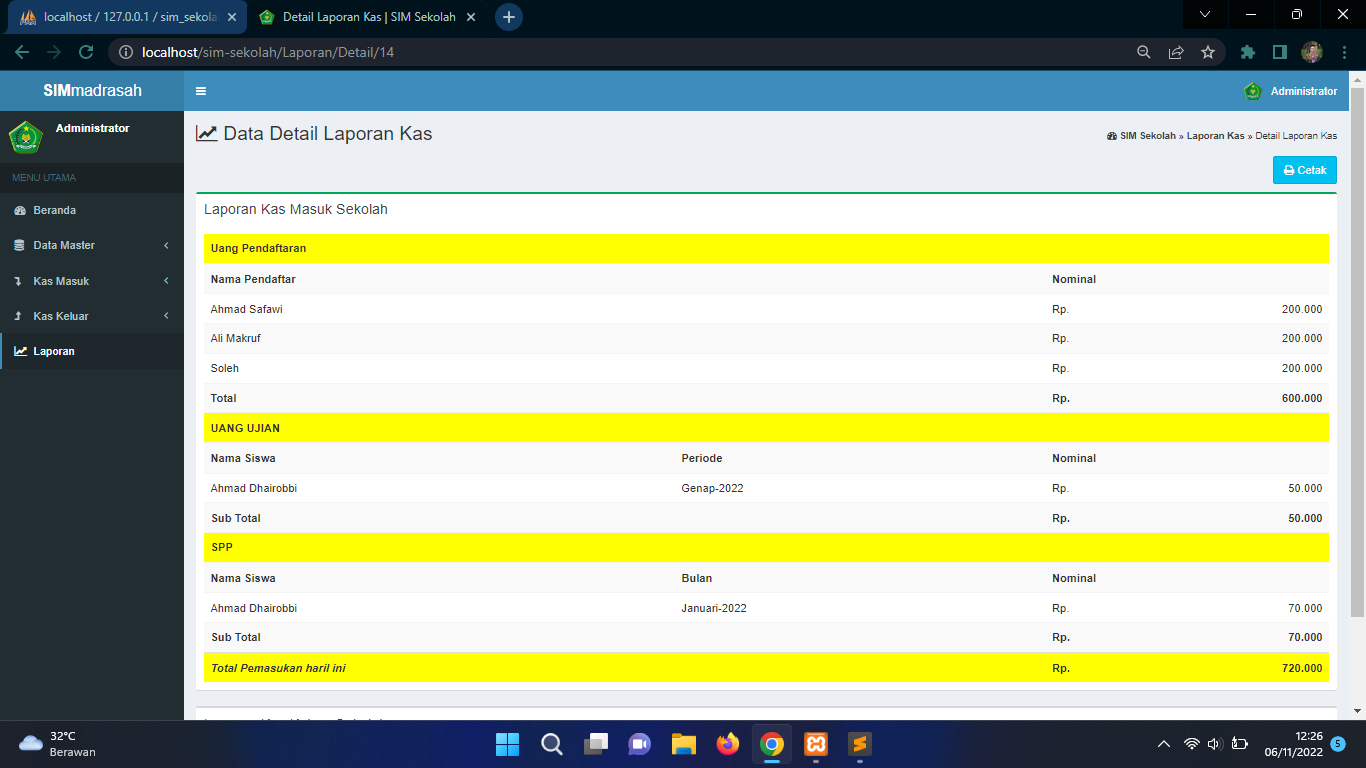 localhost / 127.0.0.1 / sim_sekola
Detail Laporan Kas | SIM Sekolah
localhost/sim-sekolah/Laporan/Detail/14
SIMmadrasah
Administrator
Administrator
MENU UTAMA
Beranda
Data Master
Kas Masuk
Kas Keluar
Laporan
Data Detail Laporan Kas
SIM Sekolah » Laporan Kas » Detail Laporan Kas
Cetak
Laporan Kas Masuk Sekolah
Uang Pendaftaran
Nama Pendaftar Nominal
Ahmad Safawi Rp. 200.000
Ali Makruf Rp. 200.000
Soleh Rp. 200.000
Total Rp. 600.000
UANG UJIAN
Nama Siswa Periode Nominal
Ahmad Dhairobbi Genap-2022 Rp. 50.000
Sub Total Rp. 50.000
SPP
Nama Siswa Bulan Nominal
Ahmad Dhairobbi Januari-2022 Rp. 70.000
Sub Total Rp. 70.000
Total Pemasukan haril ini Rp. 720.000
32°C
Berawan
12:26
06/11/2022
5